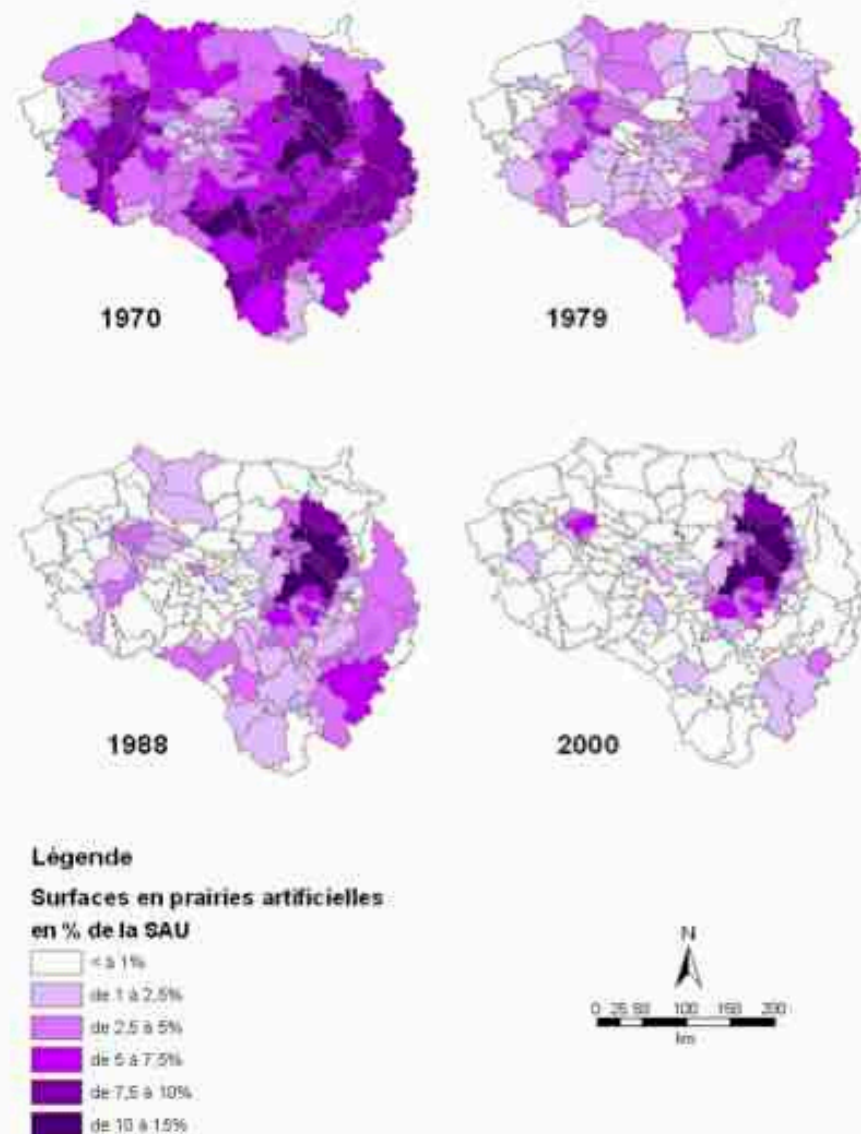 1970
1979
1988
2000
Légende
Surfaces en prairies artificielles
en % de la SAU
< à 1%
de 1 à 2,5%
de 2,5 à 5%
de 5 à 7,5%
de 7,5 à 10%
de 10 à 15%
N
0 25 50 100 150 200
km